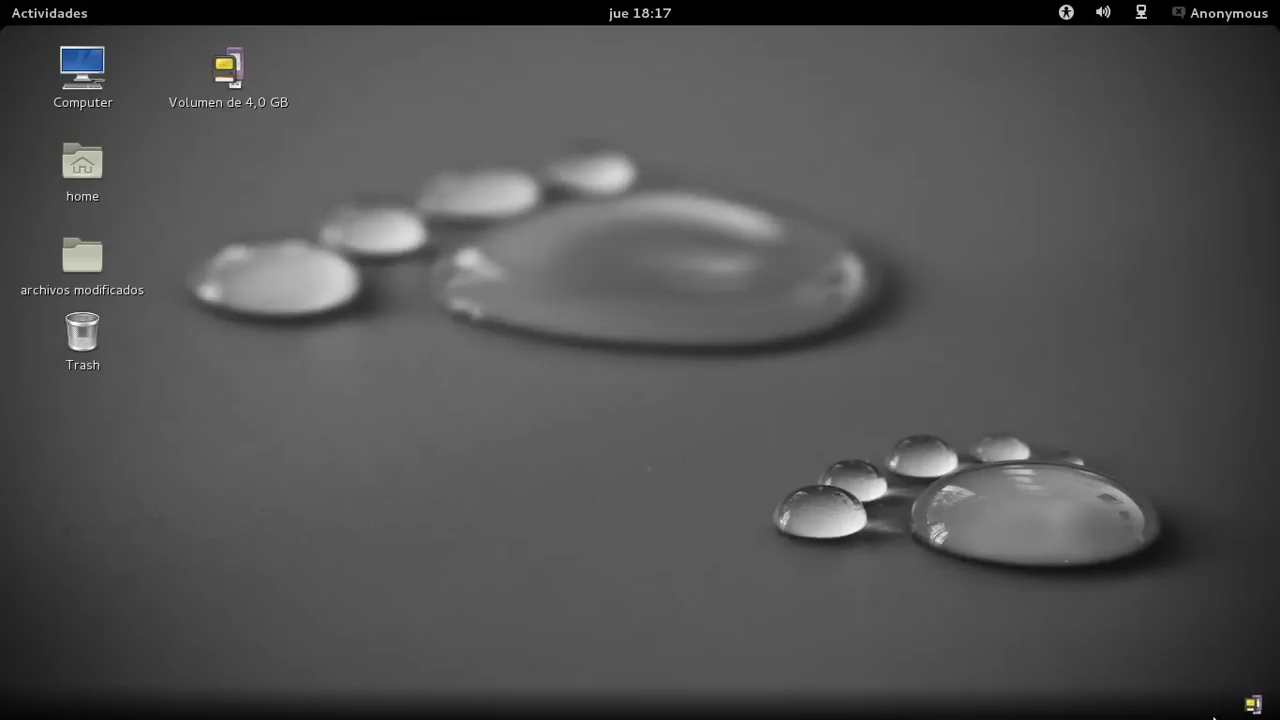 Actividades
jue 18:17
Anonymous
Computer
Volumen de 4,0 GB
home
archivos modificados
Trash